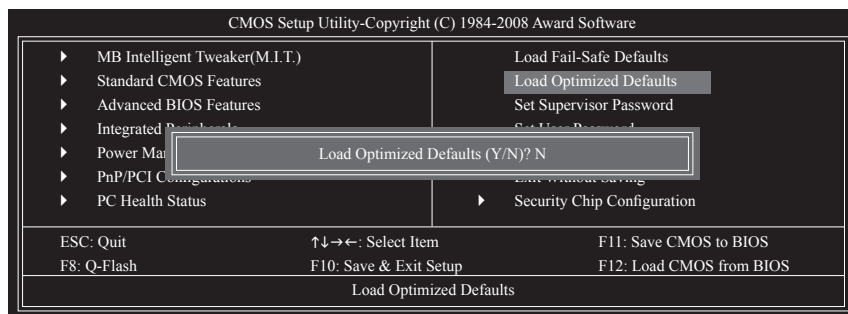 CMOS Setup Utility-Copyright (C) 1984-2008 Award Software
MB Intelligent Tweaker(M.I.T.)
Standard CMOS Features
Advanced BIOS Features
Integrated
Power
PC Health Status
Load Fail-Safe Defaults
Load Optimized Defaults
Set Supervisor Password
Security Chip Configuration
Load Optimized Defaults (Y/N)? N
ESC: Quit ↑↓→←: Select Item F11: Save CMOS to BIOS
F8: Q-Flash F10: Save & Exit Setup F12: Load CMOS from BIOS
Load Optimized Defaults